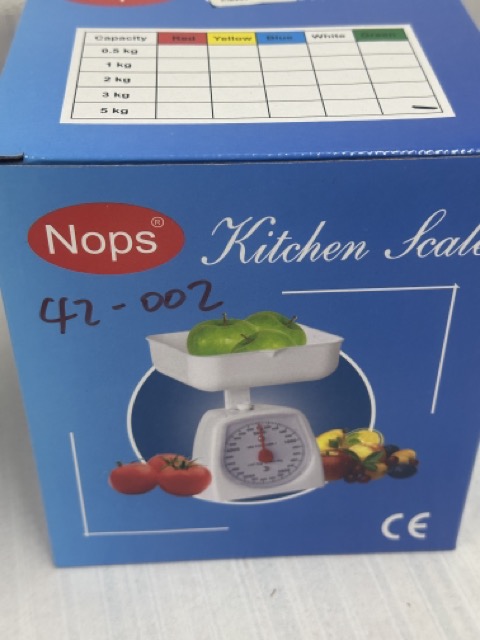 Capacity Red Yellow Blue White Green
0.5 kg
1 kg
2 kg
3 kg
5 kg
Nops®
Kitchen Scale
42-002
CE